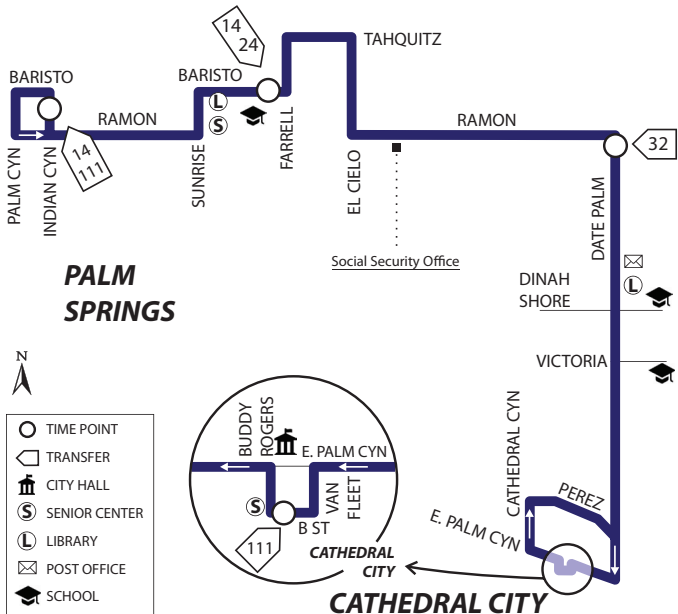 14
24
TAHQUITZ
BARISTO
BARISTO
L
S
RAMON
RAMON
PALM CYN
INDIAN CYN
14
111
SUNRISE
FARRELL
EL CIELO
32
DATE PALM
Social Security Office
PALM
SPRINGS
DINAH
SHORE
L
VICTORIA
N
TIME POINT
TRANSFER
CITY HALL
S SENIOR CENTER
L LIBRARY
POST OFFICE
SCHOOL
BUDDY
ROGERS
E. PALM CYN
VAN
FLEET
S
B ST
111
CATHEDRAL
CITY
CATHEDRAL CYN
PEREZ
E. PALM CYN
CATHEDRAL CITY